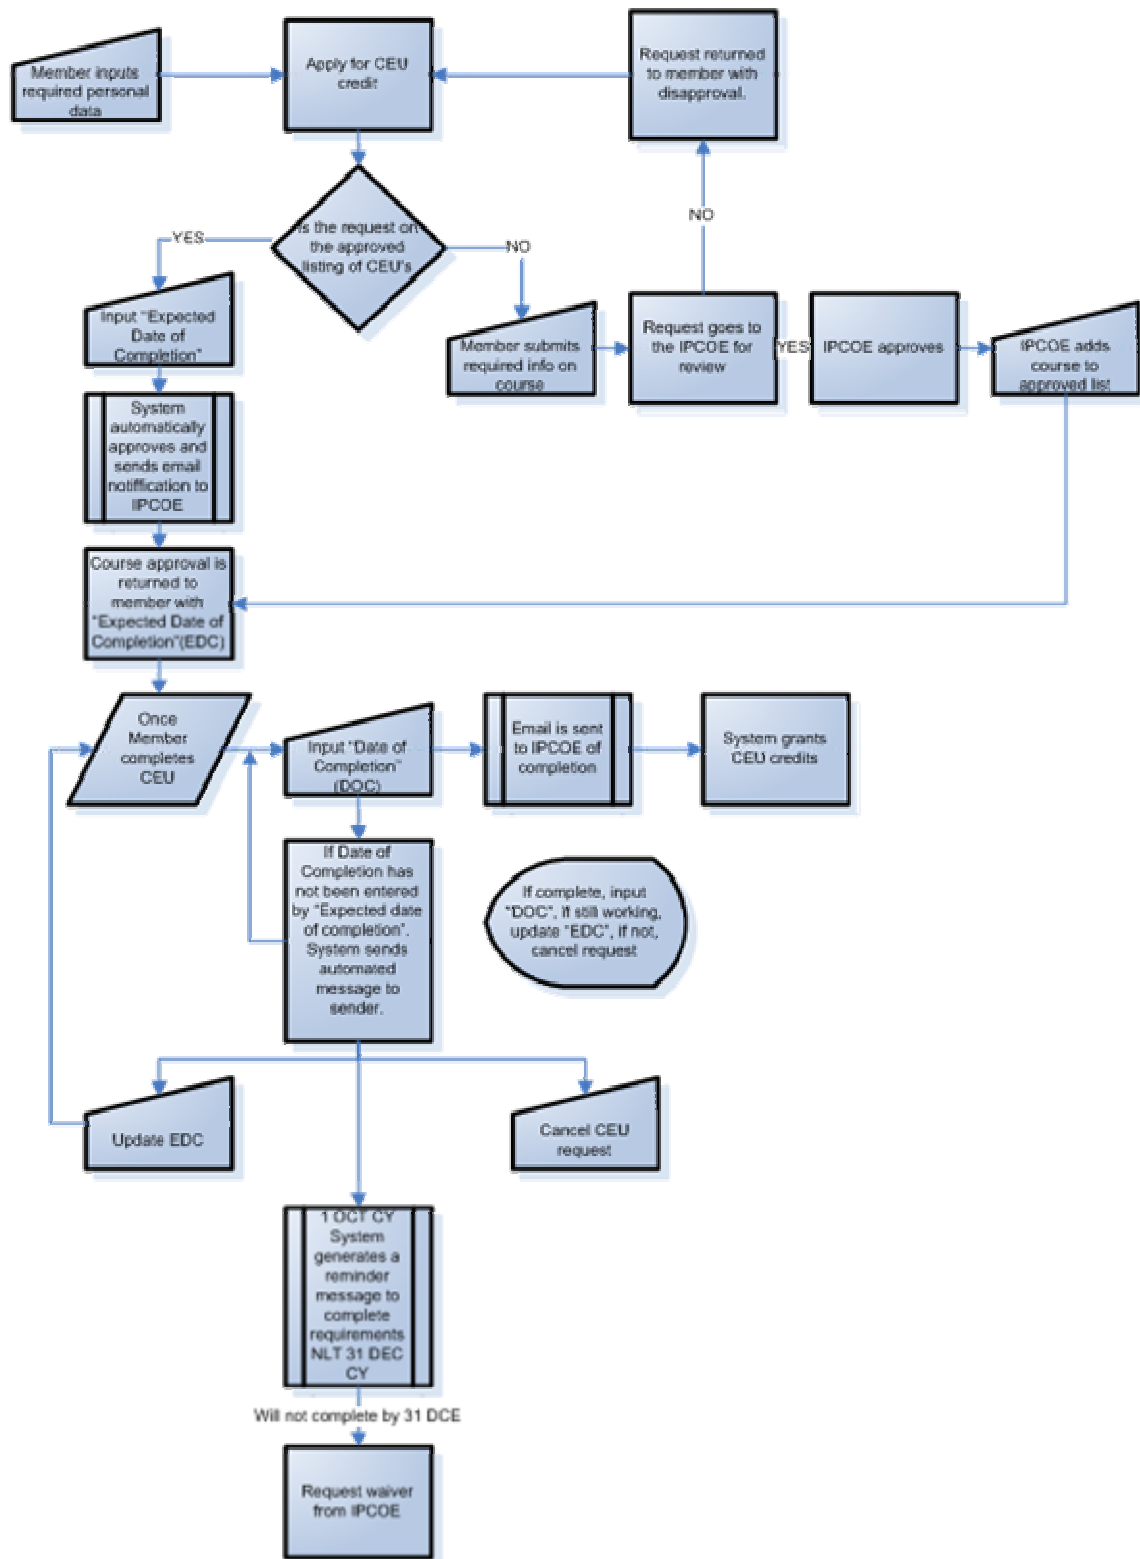 Member inputs
required personal
data
Apply for CEU
credit
Request returned
to member with
disapproval.
NO
Is the request on
the approved
listing of CEU's
YES
NO
Input “Expected
Date of
Completion”
Member submits
required info on
course
Request goes to
the IPCOE for
review
YES
IPCOE approves
IPCOE adds
course to
approved list
System
automatically
approves and
sends email
notiffication to
IPCOE
Course approval is
returned to
member with
“Expected Date of
Completion”(EDC)
Once
Member
completes
CEU
Input “Date of
Completion”
(DOC)
Email is sent
to IPCOE of
completion
System grants
CEU credits
If Date of
Completion has
not been entered
by “Expected date
of completion”.
System sends
automated
message to
sender.
If complete, input
“DOC”, If still working,
update “EDC”, if not,
cancel request
Update EDC
Cancel CEU
request
1 OCT CY
System
generates a
reminder
message to
complete
requirements
NLT 31 DEC
CY
Will not complete by 31 DCE
Request waiver
from IPCOE